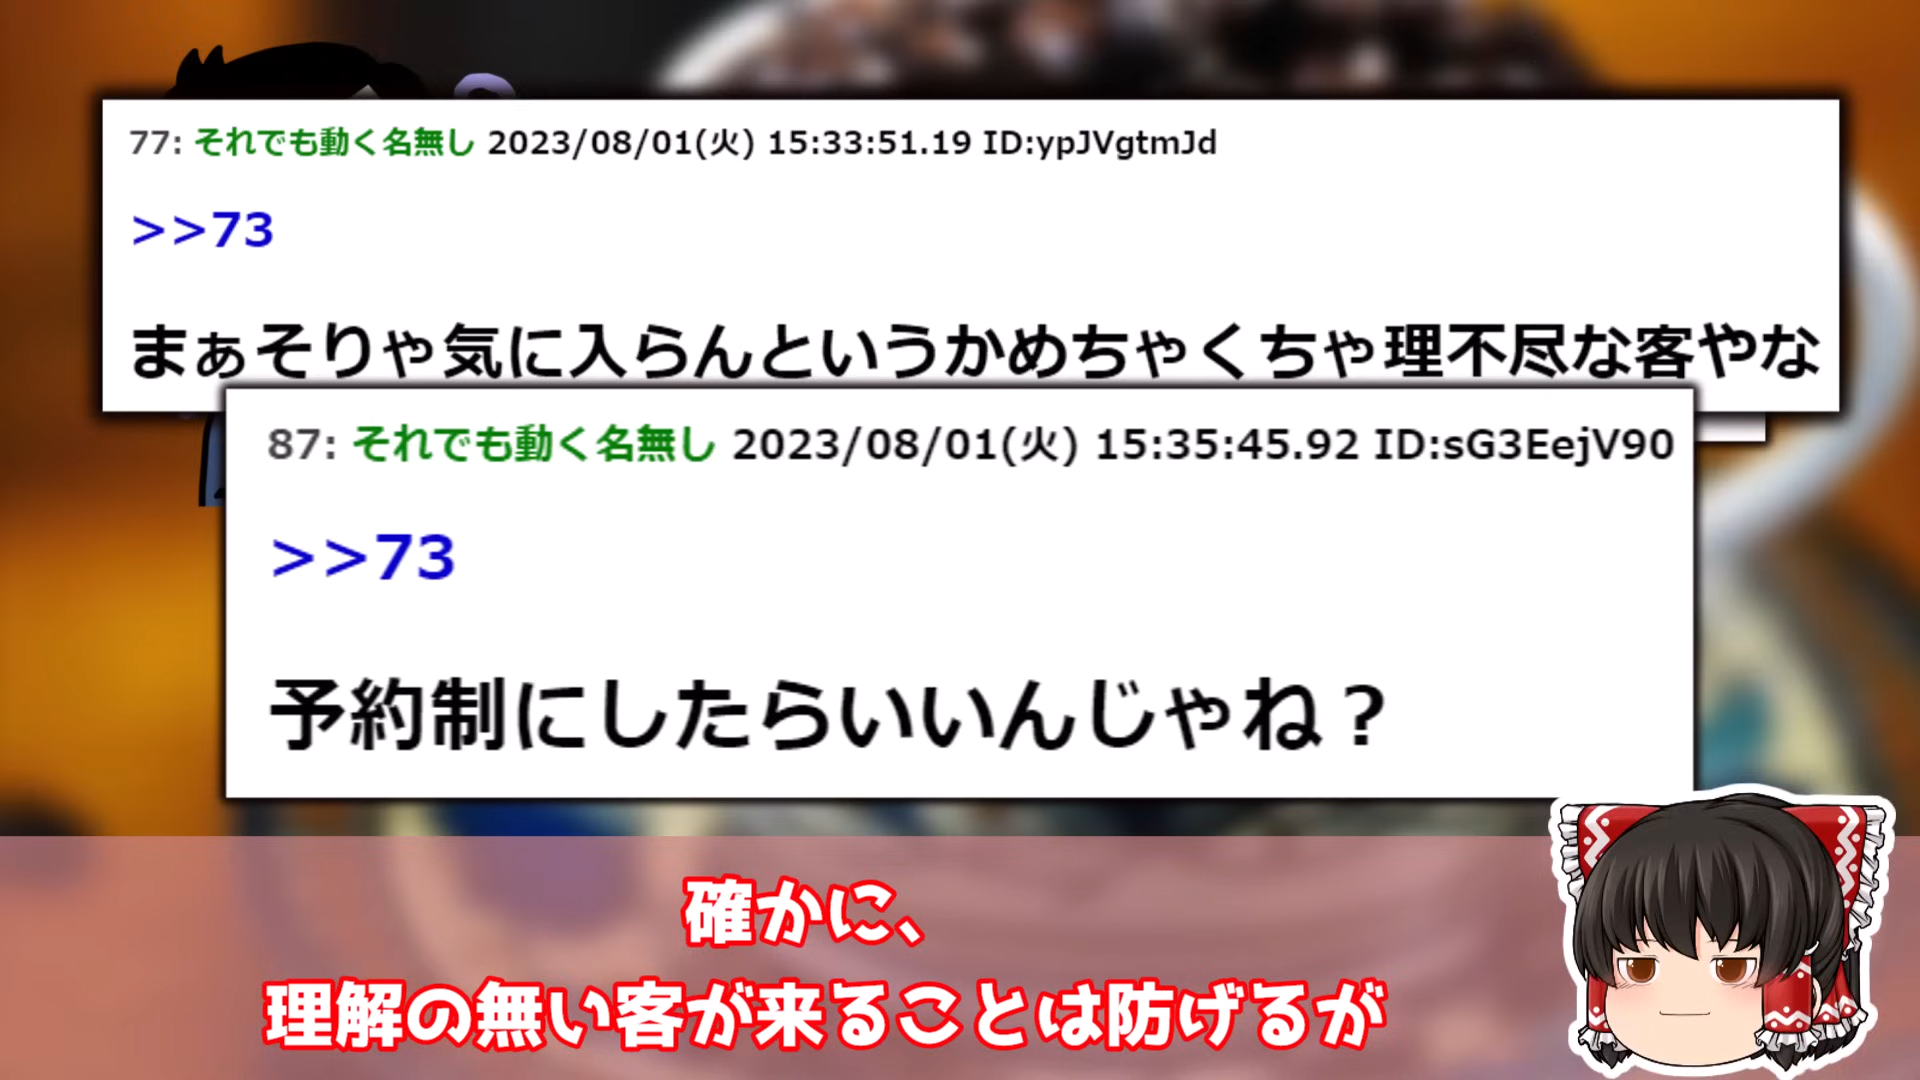 77: それでも動く名無し 2023/08/01(火) 15:33:51.19 ID:ypJVgtmJd
>>73
まぁそりゃ気に入らんというかめちゃくちゃ理不尽な客やな
87: それでも動く名無し 2023/08/01(火) 15:35:45.92 ID:sG3EejV90
>>73
予約制にしたらいいんじゃね？
確かに、
理解の無い客が来ることは防げるが